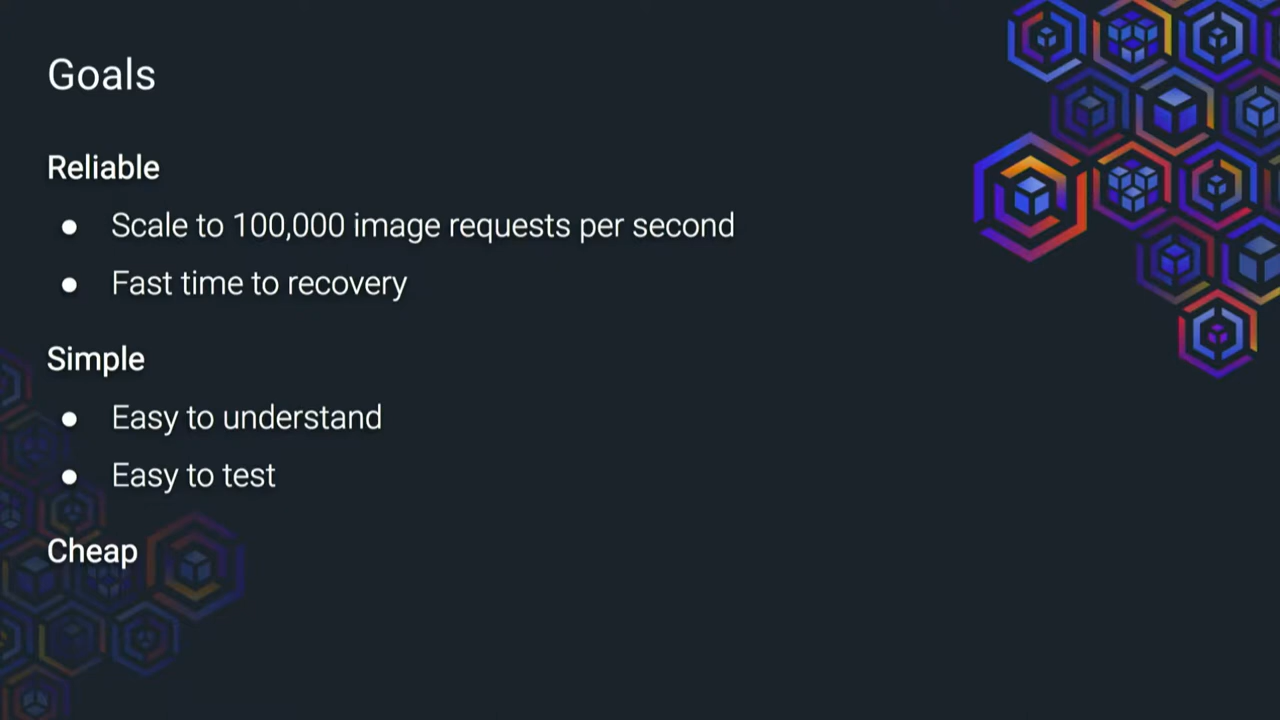 Goals
Reliable
● Scale to 100,000 image requests per second
● Fast time to recovery
Simple
● Easy to understand
● Easy to test
Cheap